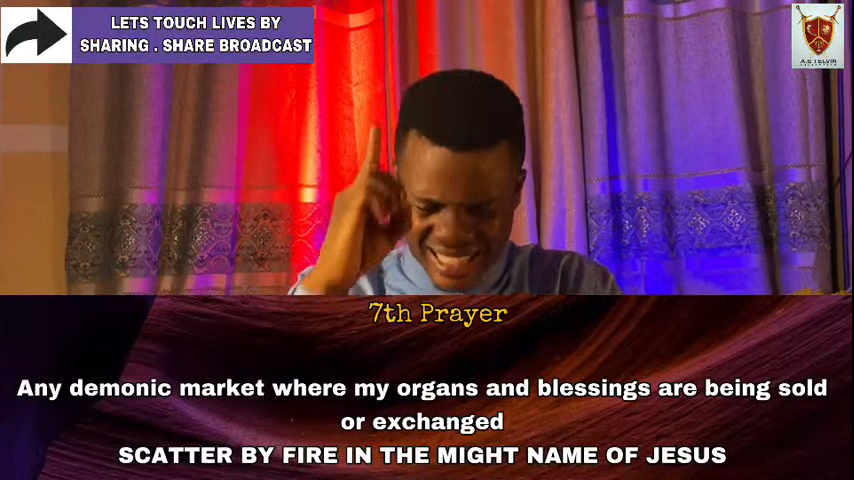 LETS TOUCH LIVES BY
SHARING . SHARE BROADCAST
7th Prayer
Any demonic market where my organs and blessings are being sold
or exchanged
SCATTER BY FIRE IN THE MIGHT NAME OF JESUS